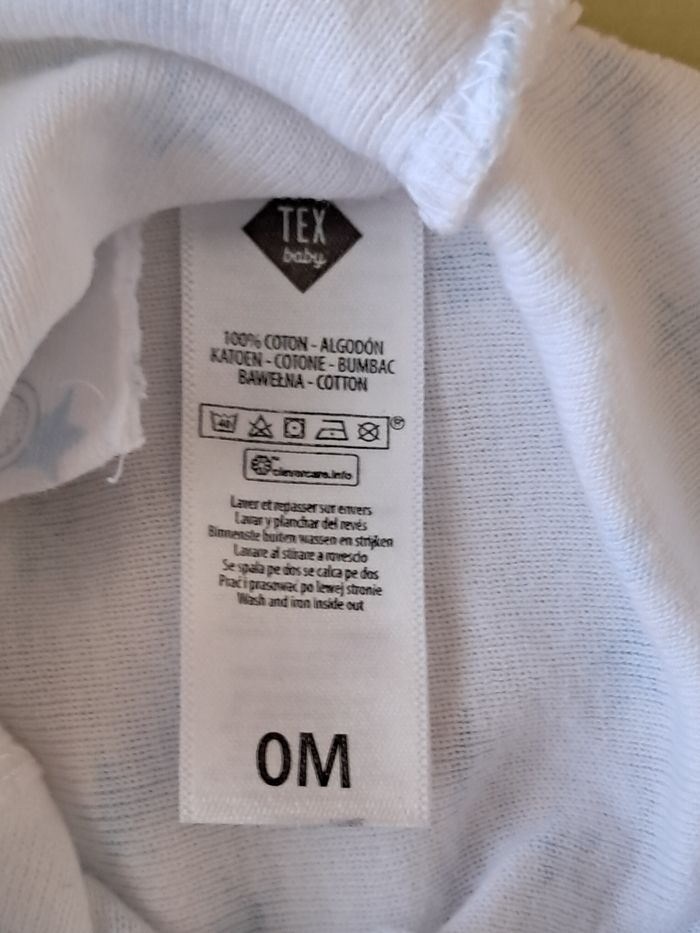 TEX
baby
100% COTON - ALGODÓN
KATOEN - COTONE - BUMBAC
BAWEŁNA - COTTON
40
®
clevercare.info
Laver et repasser sur envers
Lavar y planchar del revés
Binnenste buiten wassen en strijken
Lavare al stirare a rovescio
Se spala pe dos se calca pe dos
Prać i prasować po lewej stronie
Wash and iron inside out
0M